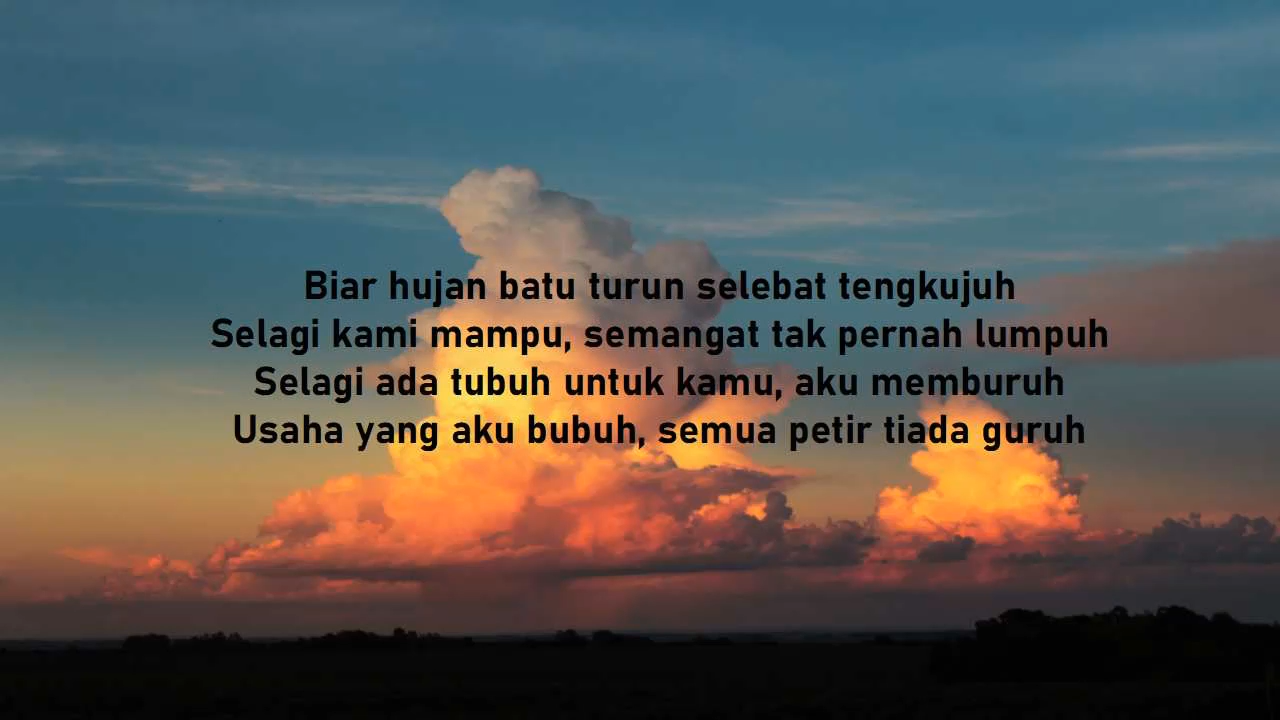 Biar hujan batu turun selebat tengkujuh
Selagi kami mampu, semangat tak pernah lumpuh
Selagi ada tubuh untuk kamu, aku memburuh
Usaha yang aku bubuh, semua petir tiada guruh